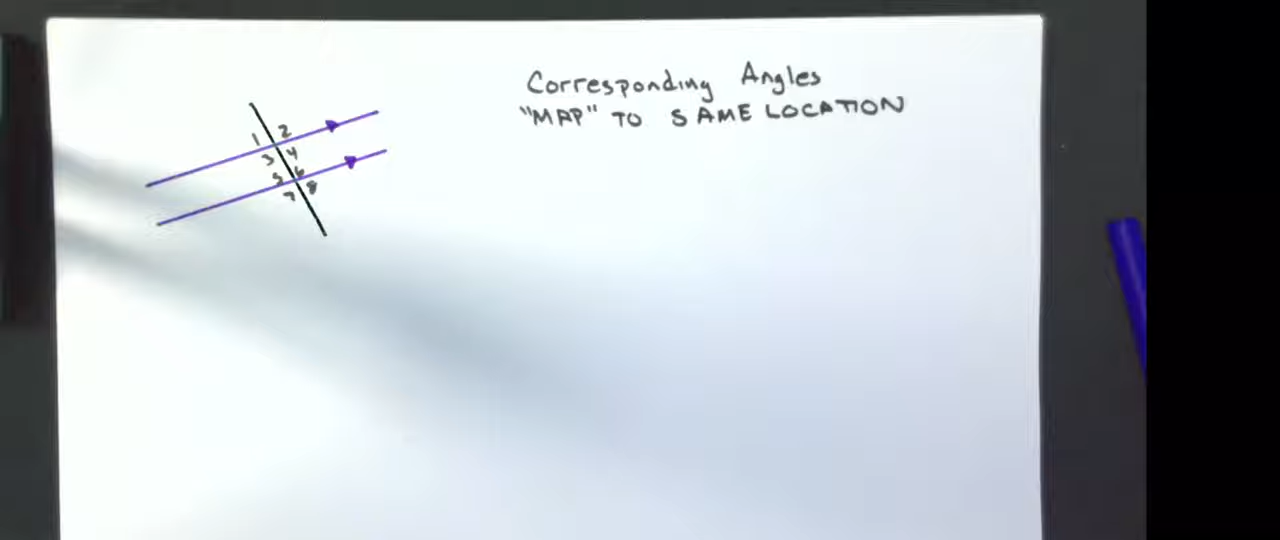 Corresponding Angles
"MAP" TO SAME LOCATION
1 2
3 4
5 6
7 8